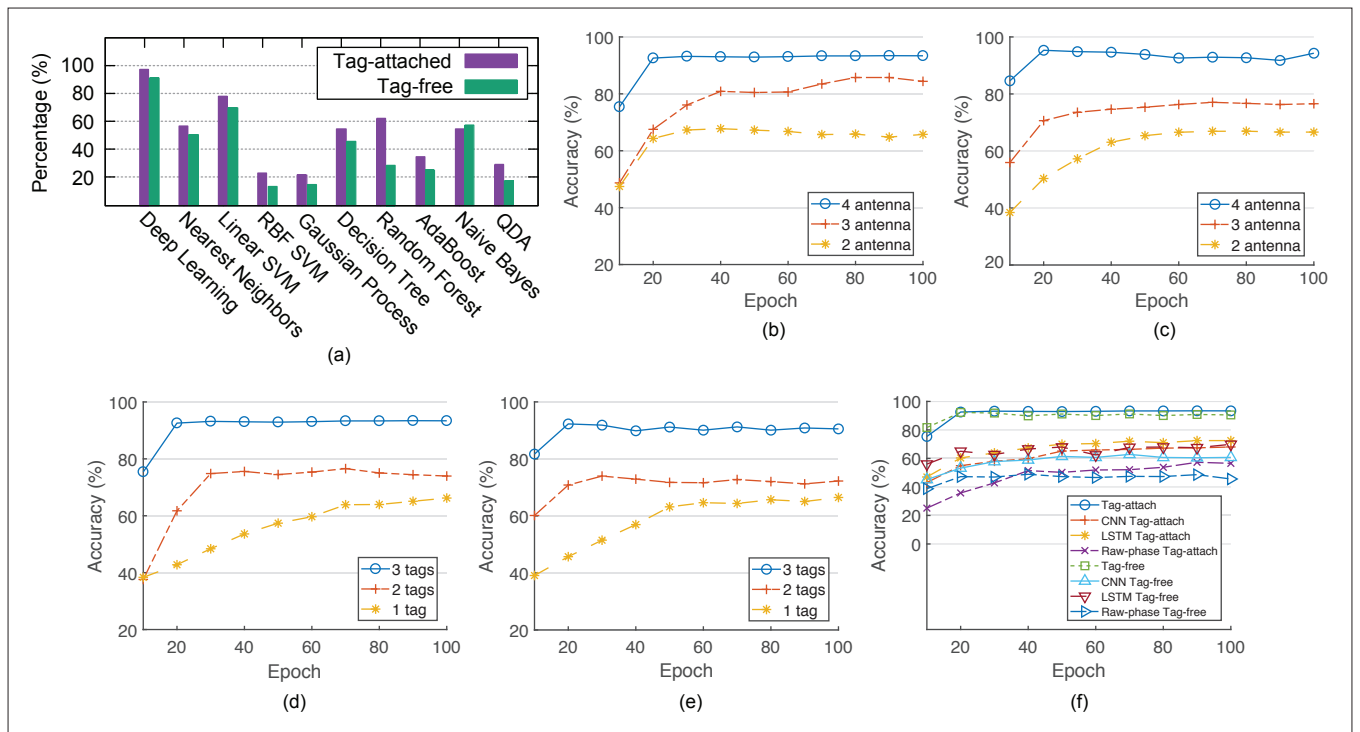 Percentage (%)
100
80
60
40
20
Tag-attached
Tag-free
Deep Learning
Nearest Neighbors
Linear SVM
RBF SVM
Gaussian Process
Decision Tree
Random Forest
AdaBoost
Naive Bayes
QDA
(a)
Accuracy (%)
100
80
60
40
20
4 antenna
3 antenna
2 antenna
20 40 60 80 100
Epoch
(b)
Accuracy (%)
100
80
60
40
20
4 antenna
3 antenna
2 antenna
20 40 60 80 100
Epoch
(c)
Accuracy (%)
100
80
60
40
20
3 tags
2 tags
1 tag
20 40 60 80 100
Epoch
(d)
Accuracy (%)
100
80
60
40
20
3 tags
2 tags
1 tag
20 40 60 80 100
Epoch
(e)
Accuracy (%)
100
80
60
40
20
0
Tag-attach
CNN Tag-attach
LSTM Tag-attach
Raw-phase Tag-attach
Tag-free
CNN Tag-free
LSTM Tag-free
Raw-phase Tag-free
20 40 60 80 100
Epoch
(f)